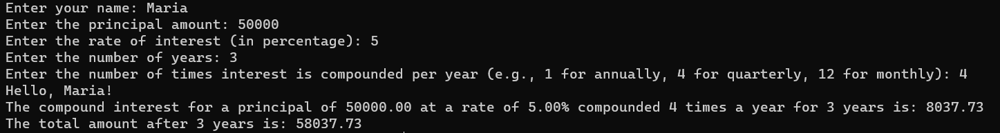 Enter your name: Maria
Enter the principal amount: 50000
Enter the rate of interest (in percentage): 5
Enter the number of years: 3
Enter the number of times interest is compounded per year (e.g., 1 for annually, 4 for quarterly, 12 for monthly): 4
Hello, Maria!
The compound interest for a principal of 50000.00 at a rate of 5.00% compounded 4 times a year for 3 years is: 8037.73
The total amount after 3 years is: 58037.73